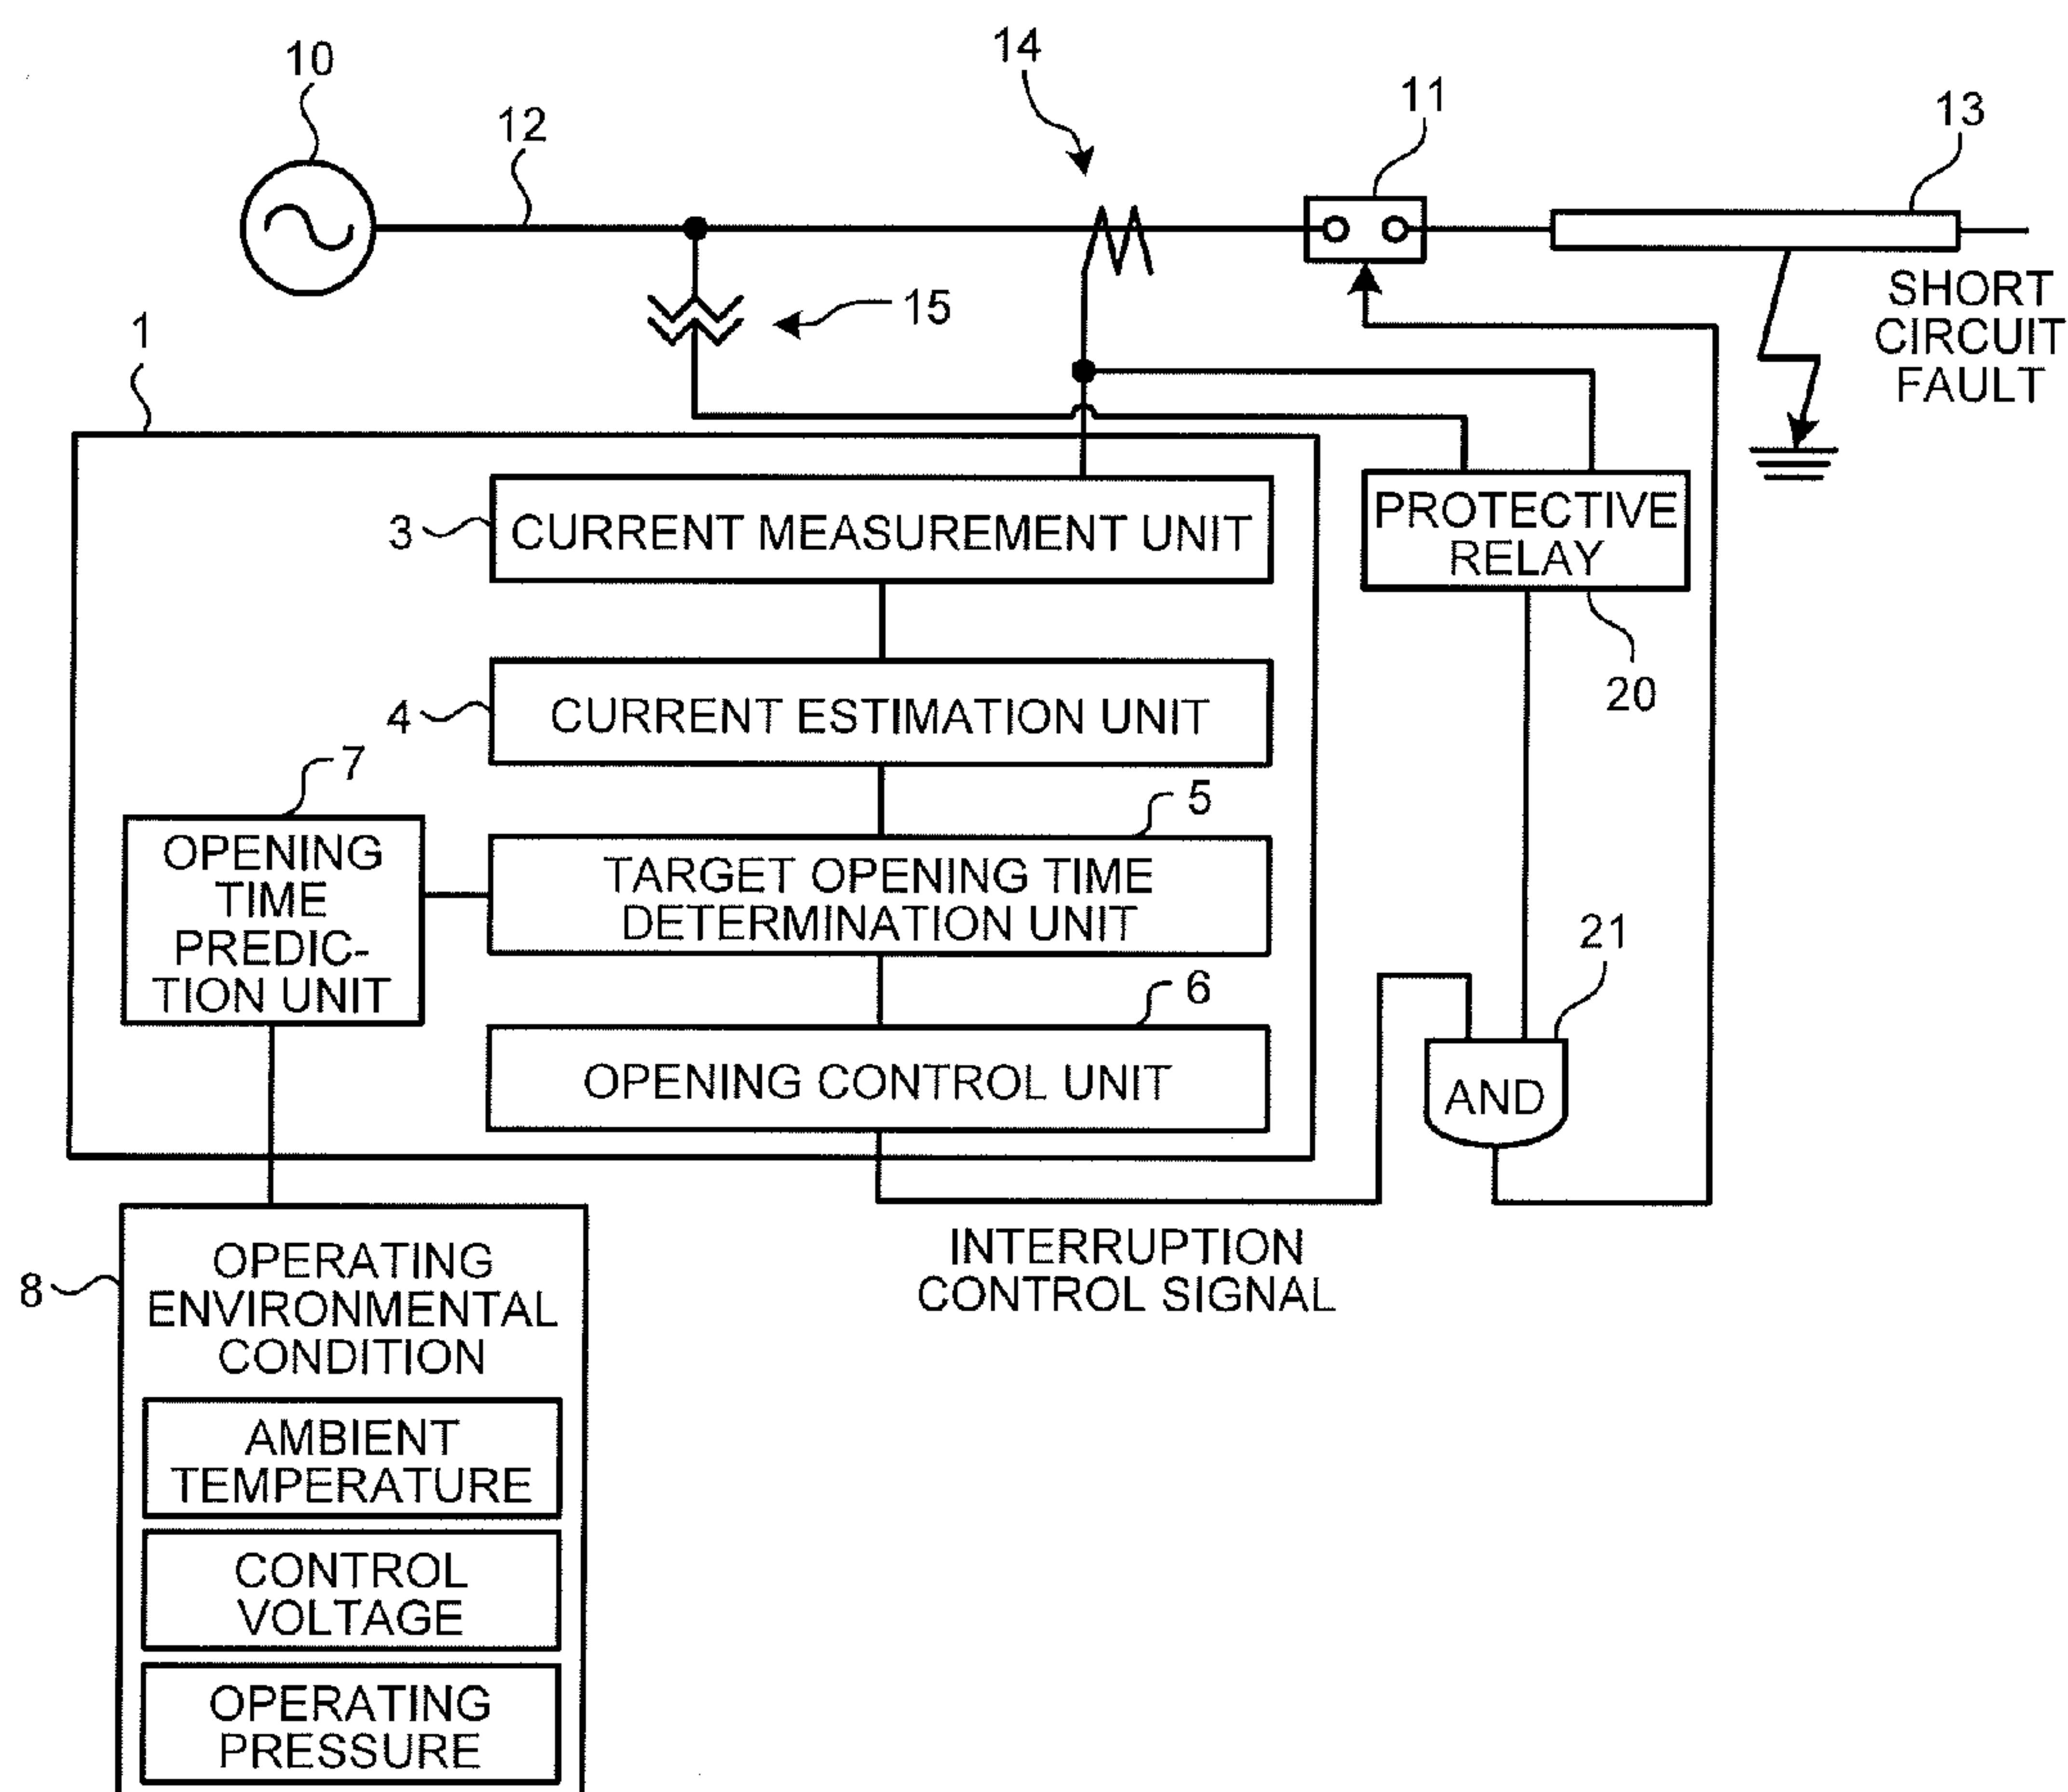 10
12
14
11
13
15
1
SHORT
CIRCUIT
FAULT
3
CURRENT MEASUREMENT UNIT
PROTECTIVE
RELAY
20
4
CURRENT ESTIMATION UNIT
7
5
OPENING
TIME
PREDIC-
TION UNIT
TARGET OPENING TIME
DETERMINATION UNIT
21
6
OPENING CONTROL UNIT
AND
INTERRUPTION
CONTROL SIGNAL
8
OPERATING
ENVIRONMENTAL
CONDITION
AMBIENT
TEMPERATURE
CONTROL
VOLTAGE
OPERATING
PRESSURE